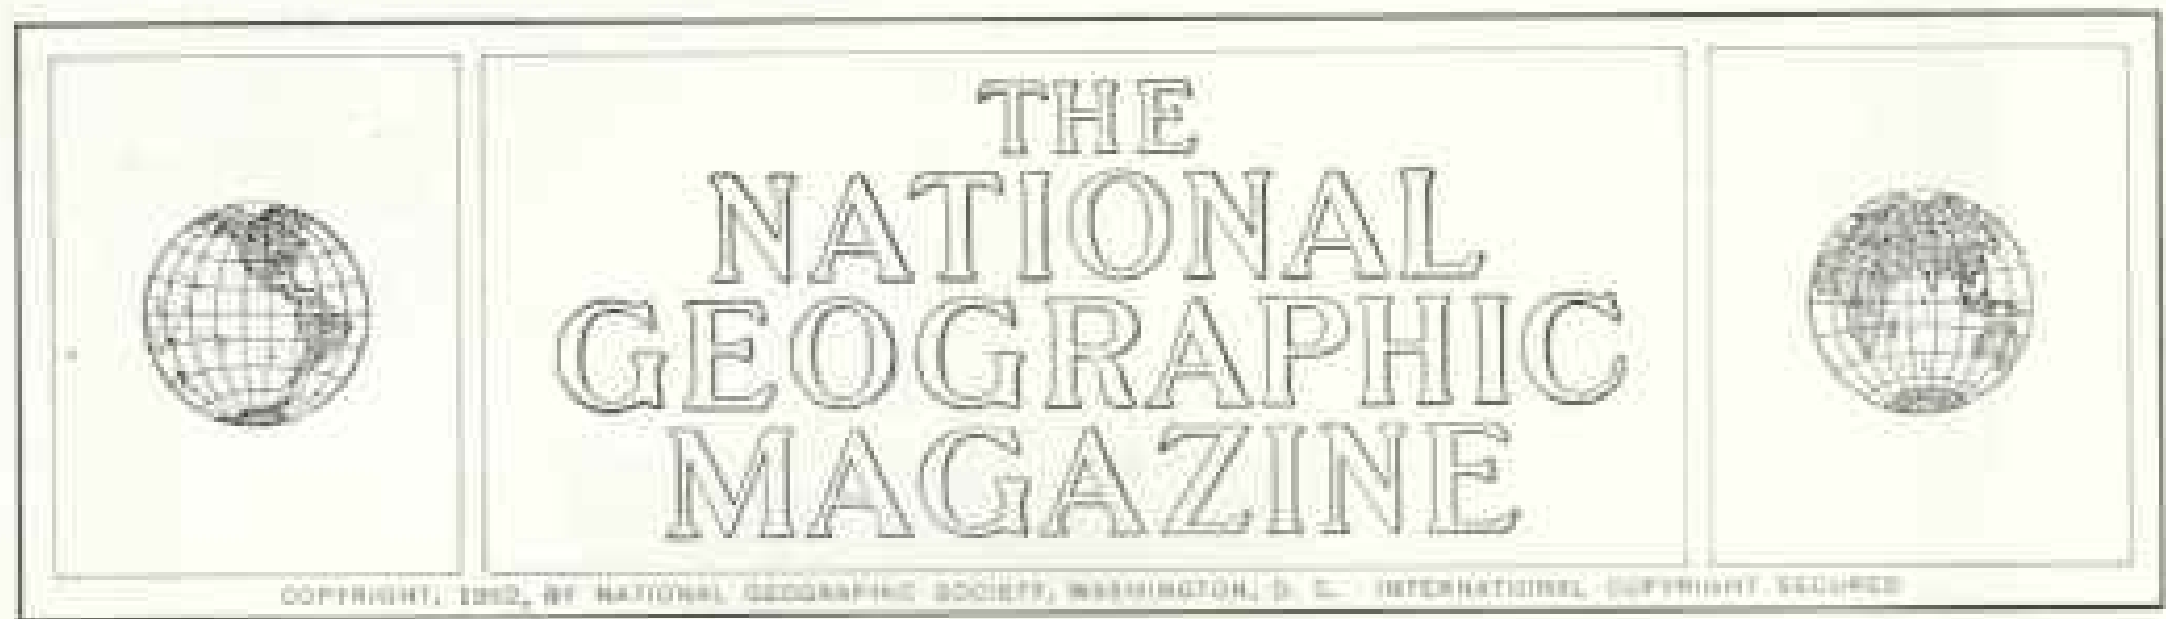 THE
NATIONAL
GEOGRAPHIC
MAGAZINE
COPYRIGHT, BY NATIONAL GEOGRAPHIC SOCIETY, WASHINGTON, D. C. INTERNATIONAL COPYRIGHT SECURED